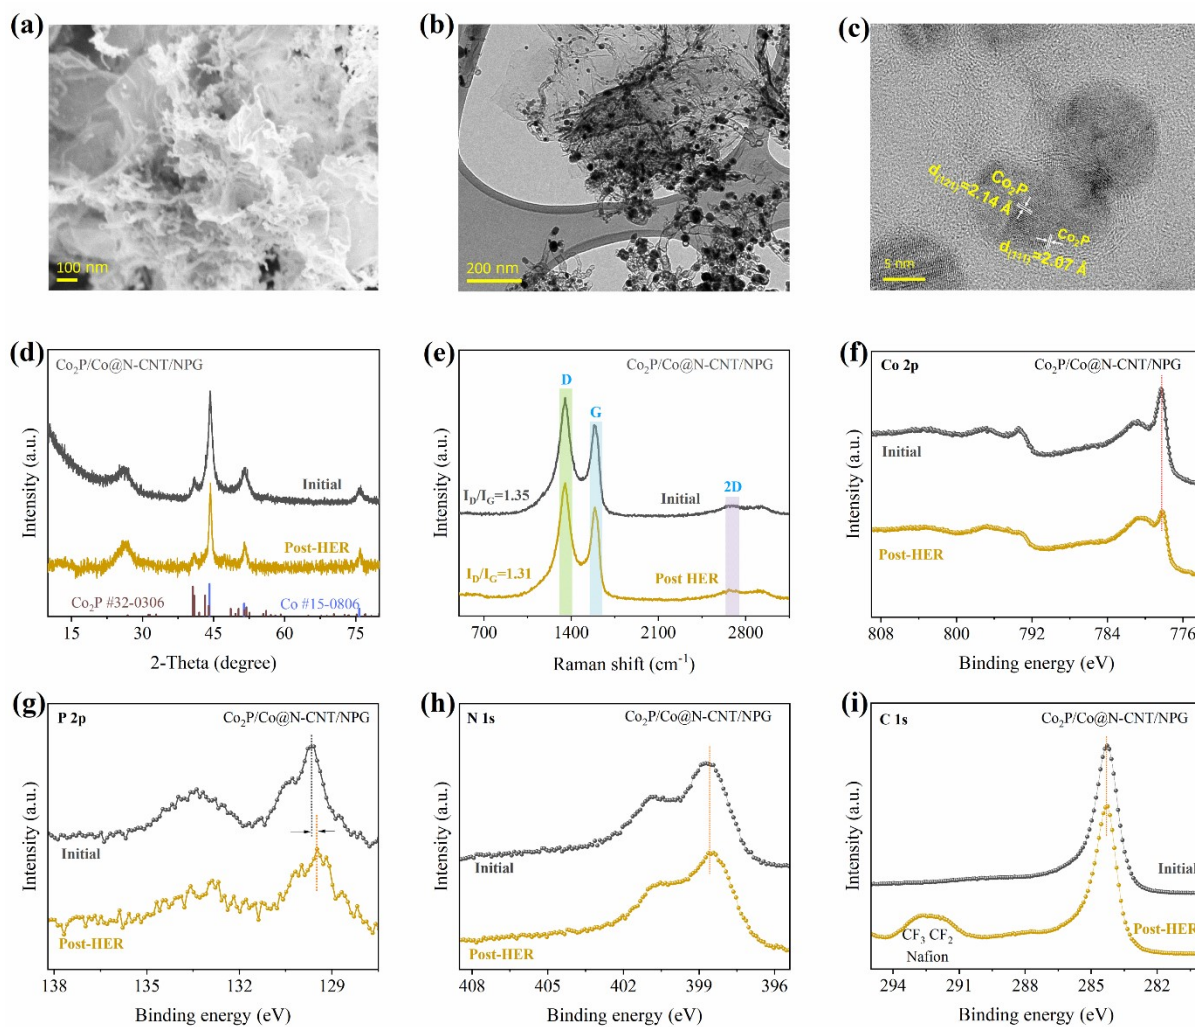 (a)
100 nm
(b)
200 nm
(c)
Co₂P
d₍₁₂₁₎=2.14 Å
Co₂P
=2.07 Å
5 nm
(d)
Co₂P/Co@N-CNT/NPG
Initial
Post-HER
Co₂P #32-0306
Co #15-0806
Intensity (a.u.)
15 30 45 60 75
2-Theta (degree)
(e)
Co₂P/Co@N-CNT/NPG
D
G
2D
I_D/I_G=1.35
Initial
I_D/I_G=1.31
Post HER
Intensity (a.u.)
700 1400 2100 2800
Raman shift (cm⁻¹)
(f)
Co 2p
Co₂P/Co@N-CNT/NPG
Initial
Post-HER
Intensity (a.u.)
808 800 792 784 776
Binding energy (eV)
(g)
P 2p
Co₂P/Co@N-CNT/NPG
Initial
Post-HER
Intensity (a.u.)
138 135 132 129
Binding energy (eV)
(h)
N 1s
Co₂P/Co@N-CNT/NPG
Initial
Post-HER
Intensity (a.u.)
408 405 402 399 396
Binding energy (eV)
(i)
C 1s
Co₂P/Co@N-CNT/NPG
Initial
Post-HER
CF₃ CF₂
Nafion
Intensity (a.u.)
294 291 288 285 282
Binding energy (eV)